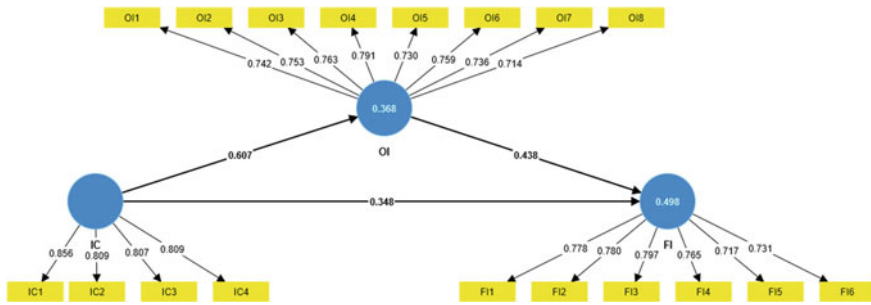 OI1 OI2 OI3 OI4 OI5 OI6 OI7 OI8
0.742 0.753 0.763 0.791 0.730 0.759 0.736 0.714
0.368
OI
0.607 0.438
0.348
0.498
IC FI
0.856 0.809 0.807 0.809
0.778 0.780 0.797 0.765 0.717 0.731
IC1 IC2 IC3 IC4
FI1 FI2 FI3 FI4 FI5 FI6